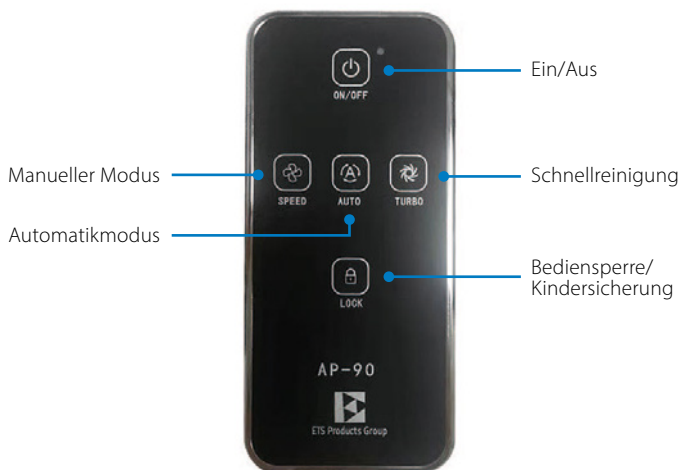 Ein/Aus
ON/OFF
Manueller Modus
Schnellreinigung
SPEED
AUTO
TURBO
Automatikmodus
Bediensperre/
Kindersicherung
LOCK
AP-90
ETS Products Group